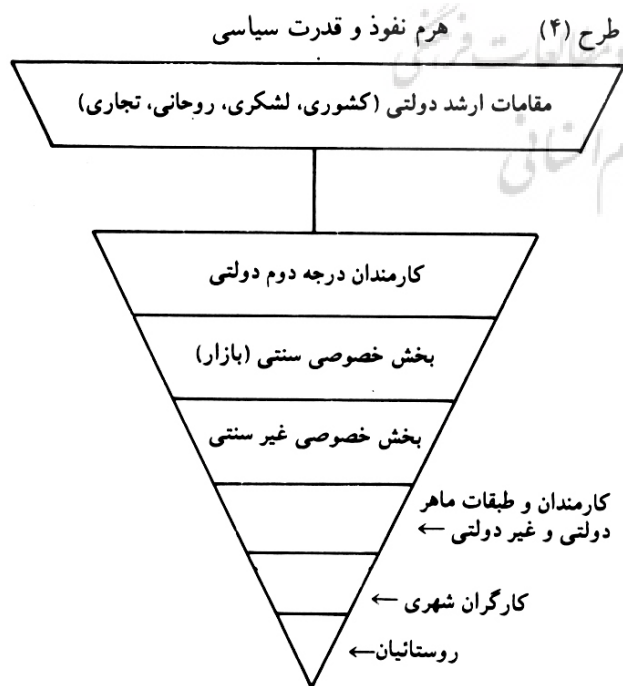 طرح (۴) هرم نفوذ و قدرت سیاسی
مقامات ارشد دولتی (کشوری، لشکری، روحانی، تجاری)
کارمندان درجه دوم دولتی
بخش خصوصی سنتی (بازار)
بخش خصوصی غیر سنتی
کارمندان و طبقات ماهر
دولتی و غیر دولتی ←
کارگران شهری ←
روستائیان ←